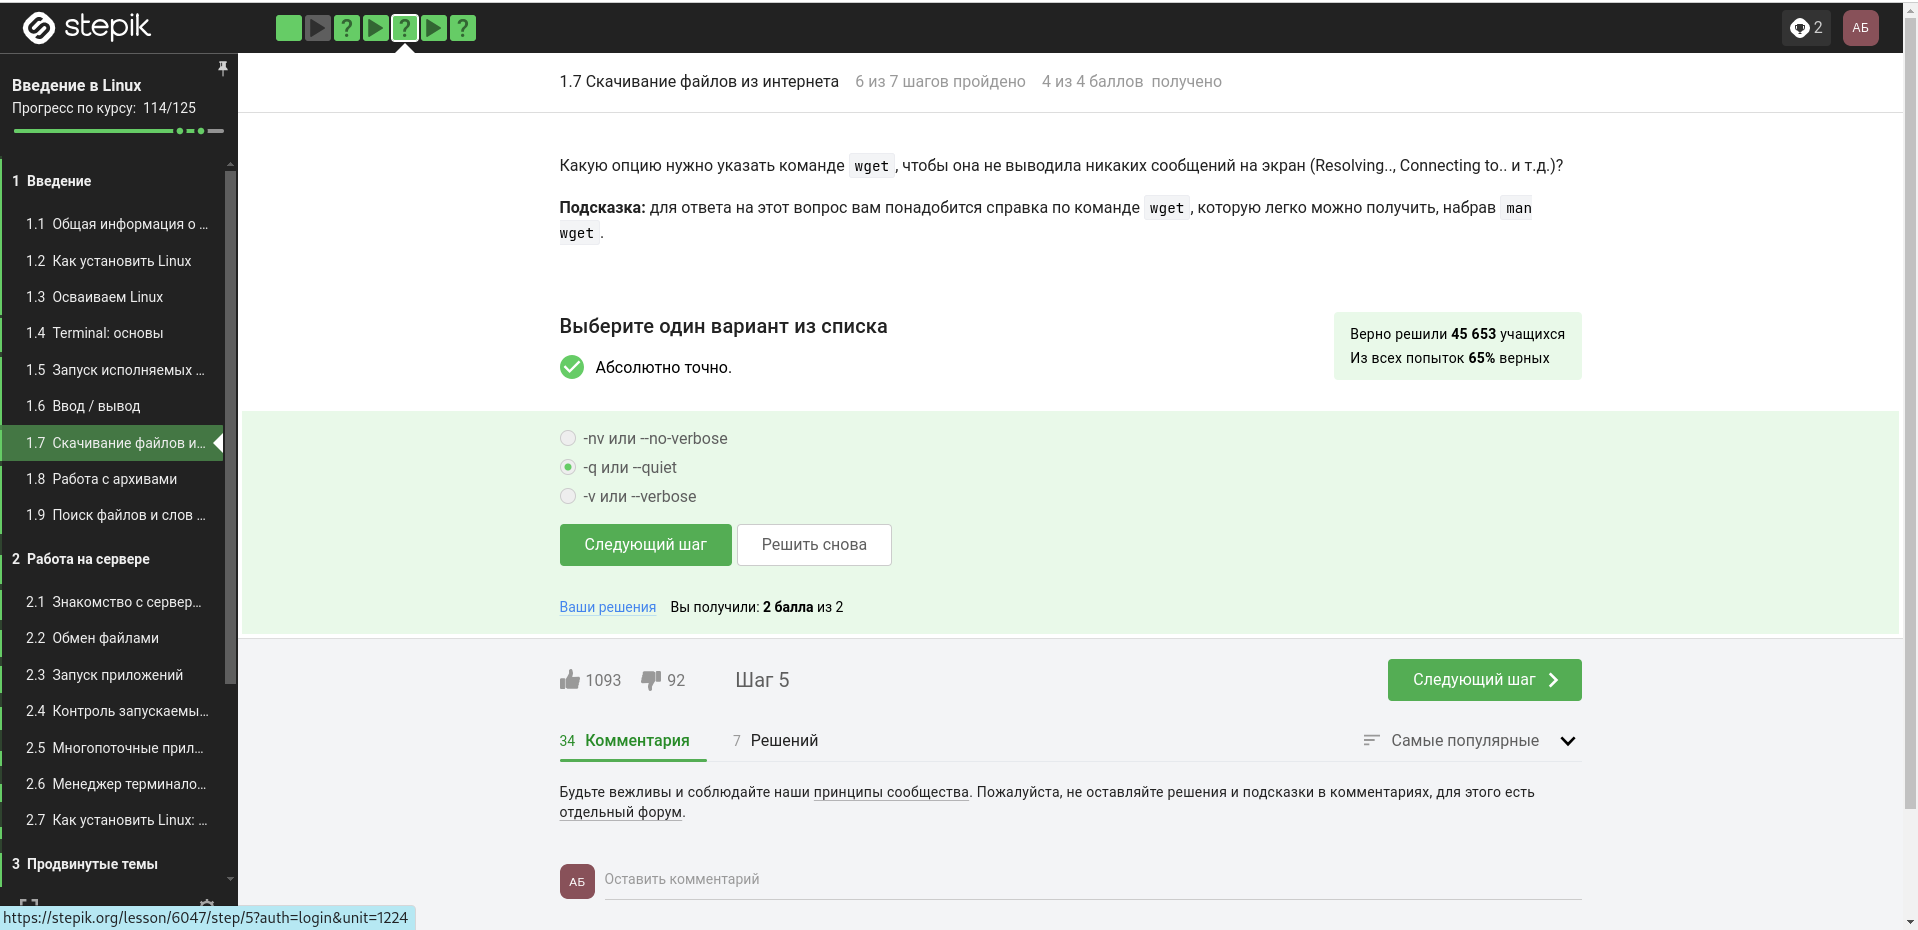 stepik
?
?
?
2
АБ
Введение в Linux
Прогресс по курсу: 114/125
1 Введение
1.1 Общая информация о ...
1.2 Как установить Linux
1.3 Осваиваем Linux
1.4 Terminal: основы
1.5 Запуск исполняемых ...
1.6 Ввод / вывод
1.7 Скачивание файлов и...
1.8 Работа с архивами
1.9 Поиск файлов и слов ...
2 Работа на сервере
2.1 Знакомство с сервер...
2.2 Обмен файлами
2.3 Запуск приложений
2.4 Контроль запускаемы...
2.5 Многопоточные прил...
2.6 Менеджер терминало...
2.7 Как установить Linux: ...
3 Продвинутые темы
1.7 Скачивание файлов из интернета 6 из 7 шагов пройдено 4 из 4 баллов получено
Какую опцию нужно указать команде wget, чтобы она не выводила никаких сообщений на экран (Resolving.., Connecting to.. и т.д.)?
Подсказка: для ответа на этот вопрос вам понадобится справка по команде wget, которую легко можно получить, набрав man
wget.
Выберите один вариант из списка
Абсолютно точно.
Верно решили 45 653 учащихся
Из всех попыток 65% верных
-nv или --no-verbose
-q или --quiet
-v или --verbose
Следующий шаг
Решить снова
Ваши решения Вы получили: 2 балла из 2
1093 92 Шаг 5
Следующий шаг
34 Комментария 7 Решений
Самые популярные
Будьте вежливы и соблюдайте наши принципы сообщества. Пожалуйста, не оставляйте решения и подсказки в комментариях, для этого есть
отдельный форум.
АБ Оставить комментарий
https://stepik.org/lesson/6047/step/5?auth=login&unit=1224